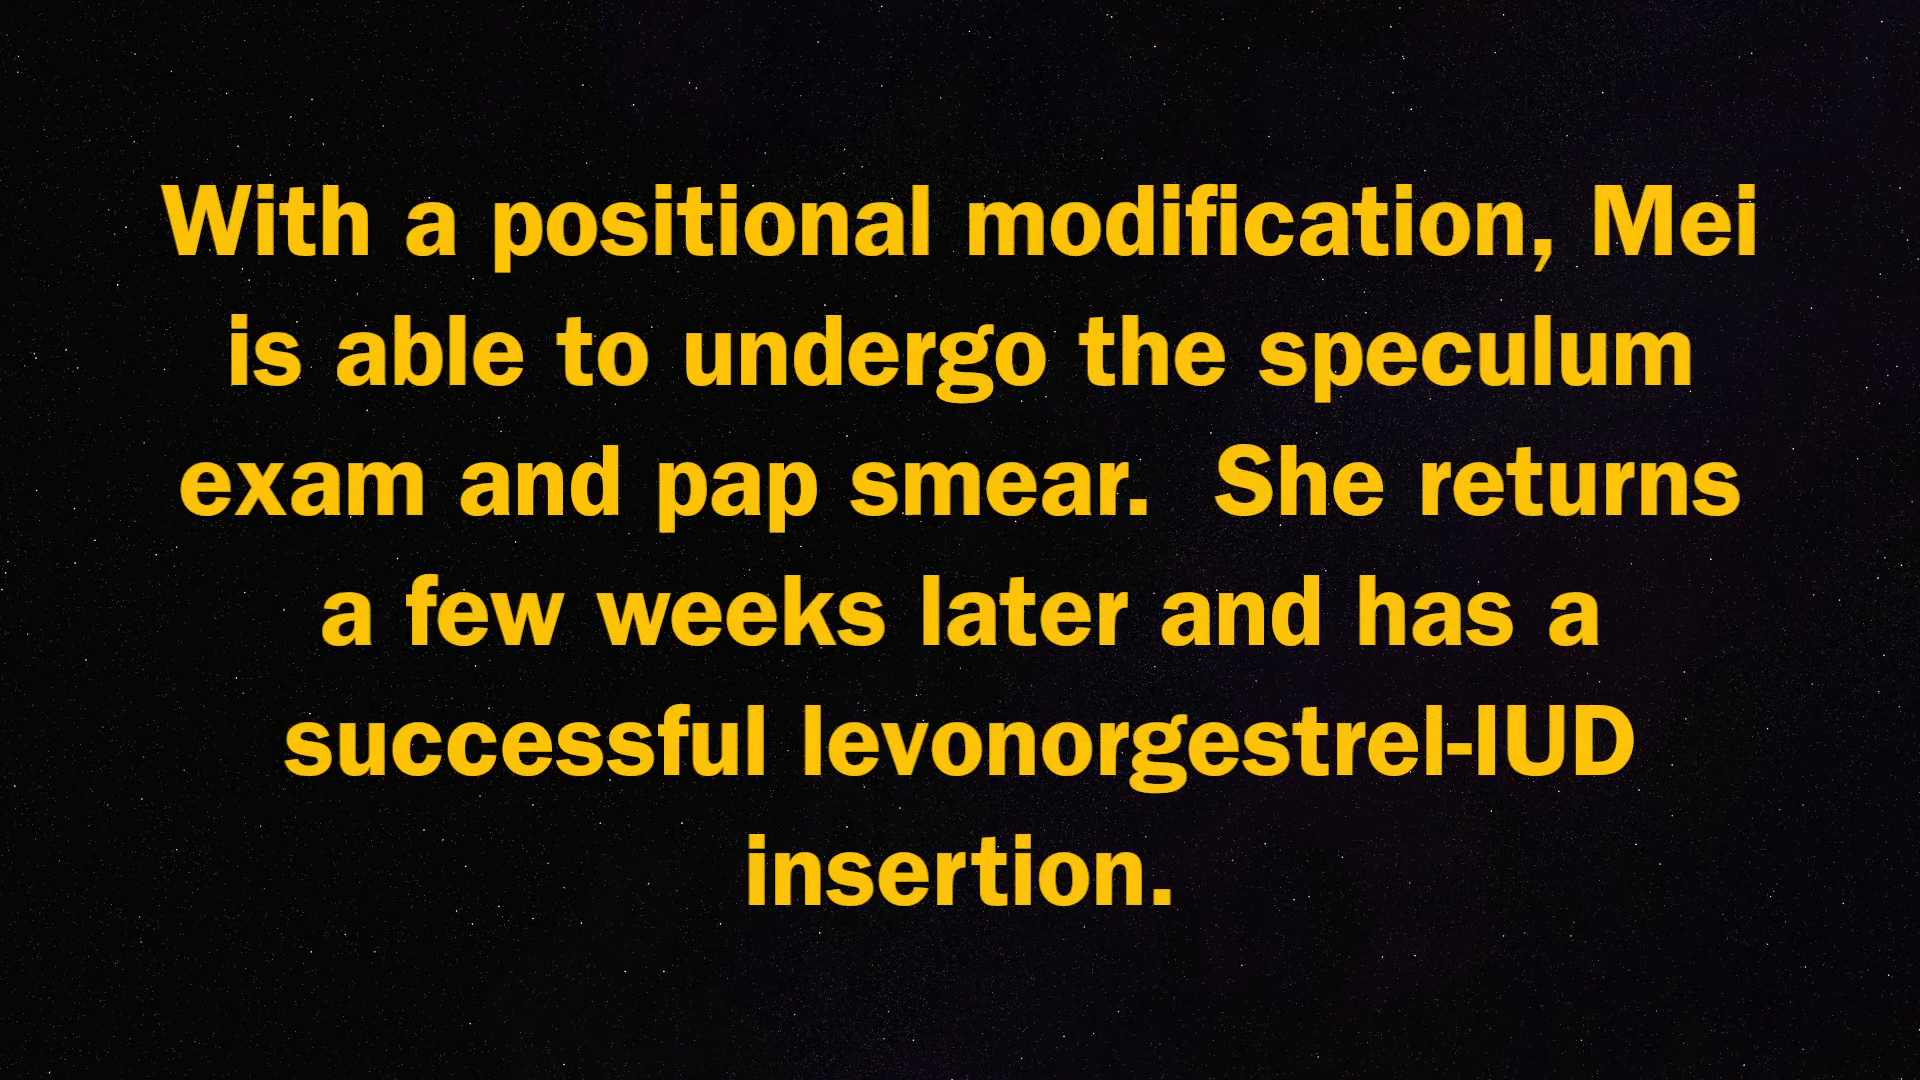 With a positional modification, Mei
is able to undergo the speculum
exam and pap smear.  She returns
a few weeks later and has a
successful levonorgestrel-IUD
insertion.